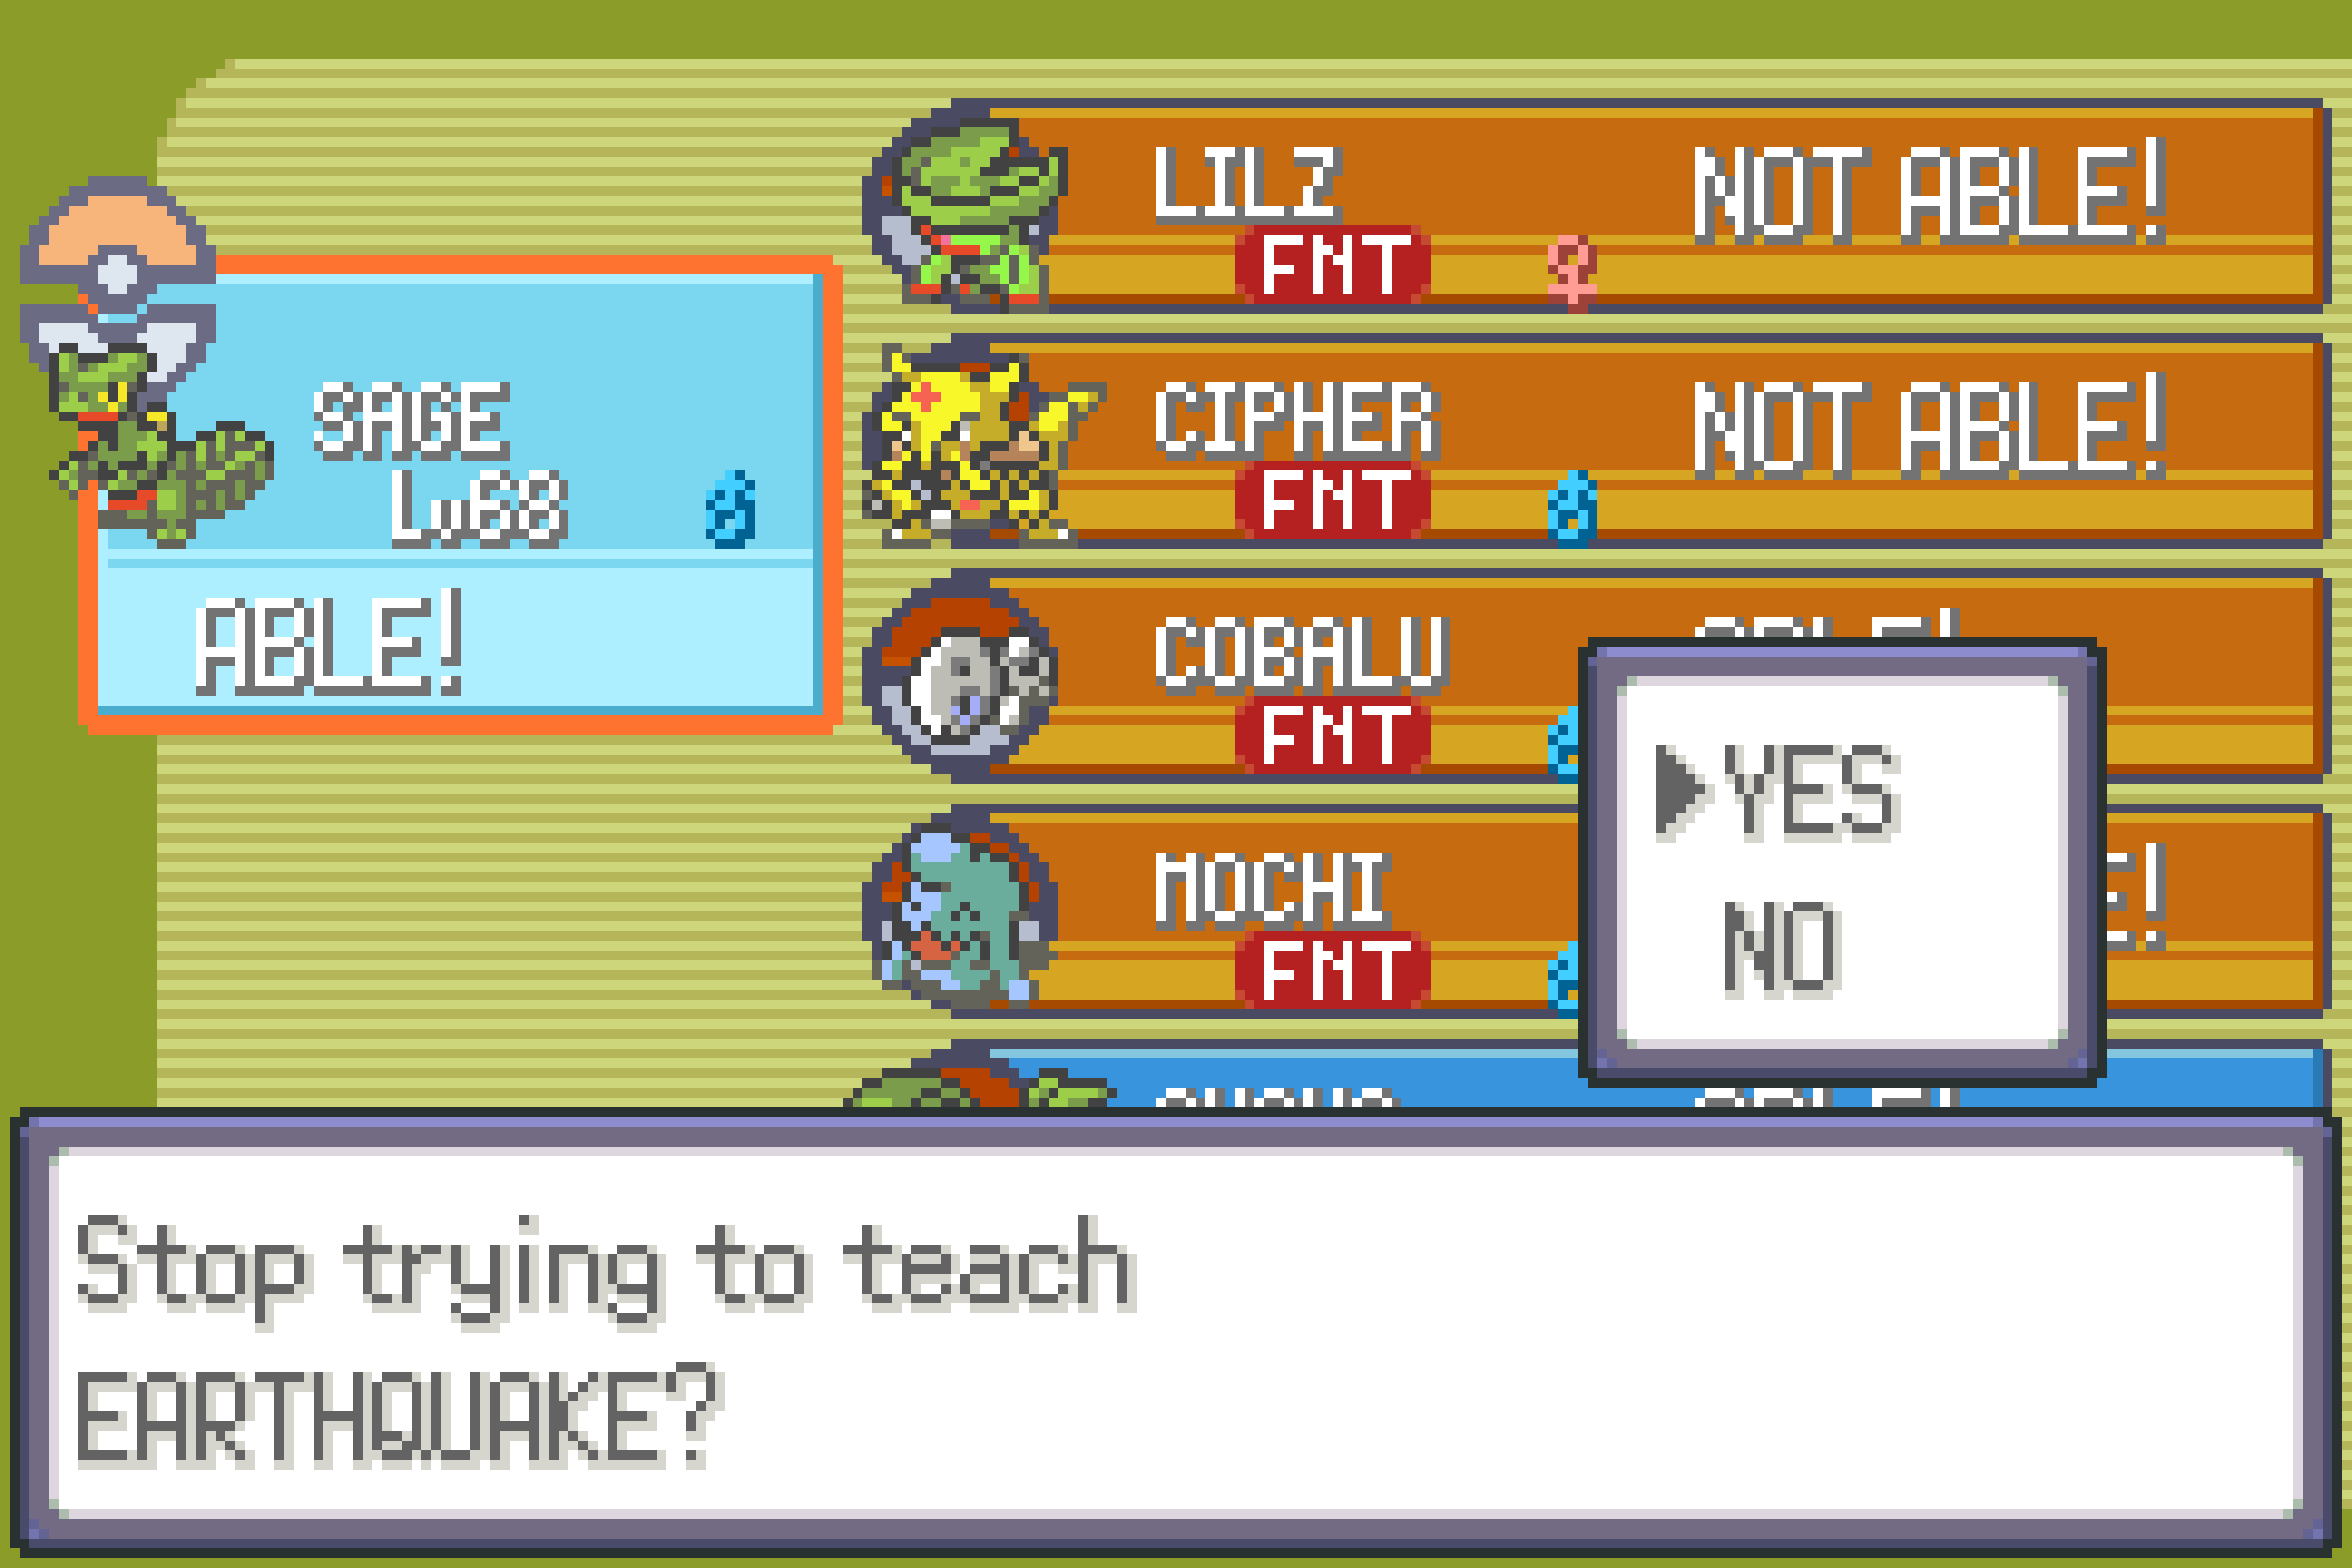 SAGE
Lv68 ♂
ABLE!
LILZ NOT ABLE!
FNT ♀
CIPHER NOT ABLE!
FNT ♂
COBALU ABLE!
FNT
MOCHI
FNT
YES
NO
Stop trying to teach
EARTHQUAKE?